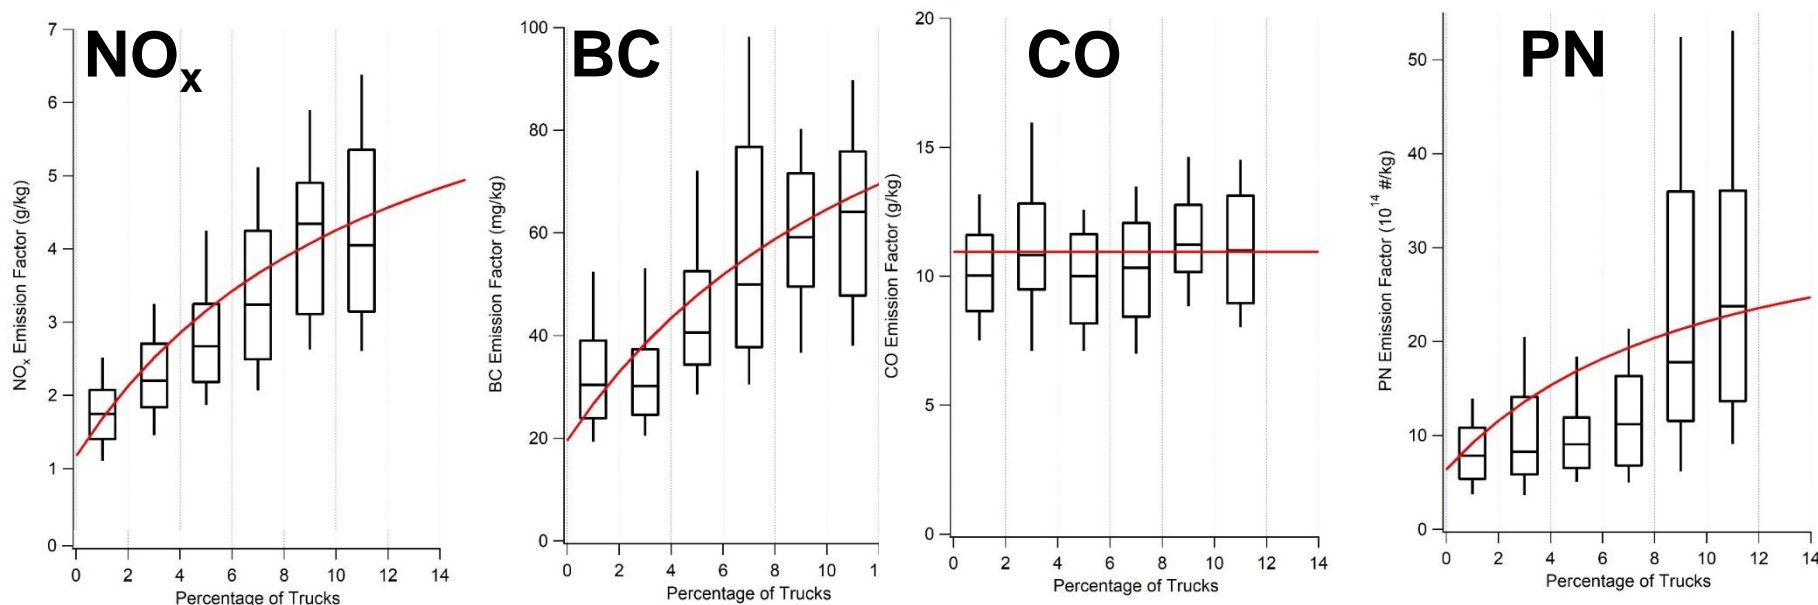 NOx
7
6
5
4
3
2
1
0
NOx Emission Factor (g/kg)
0 2 4 6 8 10 12 14
Percentage of Trucks
BC
100
80
60
40
20
0
BC Emission Factor (mg/kg)
0 2 4 6 8 10 1
Percentage of Trucks
CO
20
15
10
5
0
CO Emission Factor (g/kg)
0 2 4 6 8 10 12 14
Percentage of Trucks
PN
50
40
30
20
10
0
PN Emission Factor (10^14 #/kg)
0 2 4 6 8 10 12 14
Percentage of Trucks